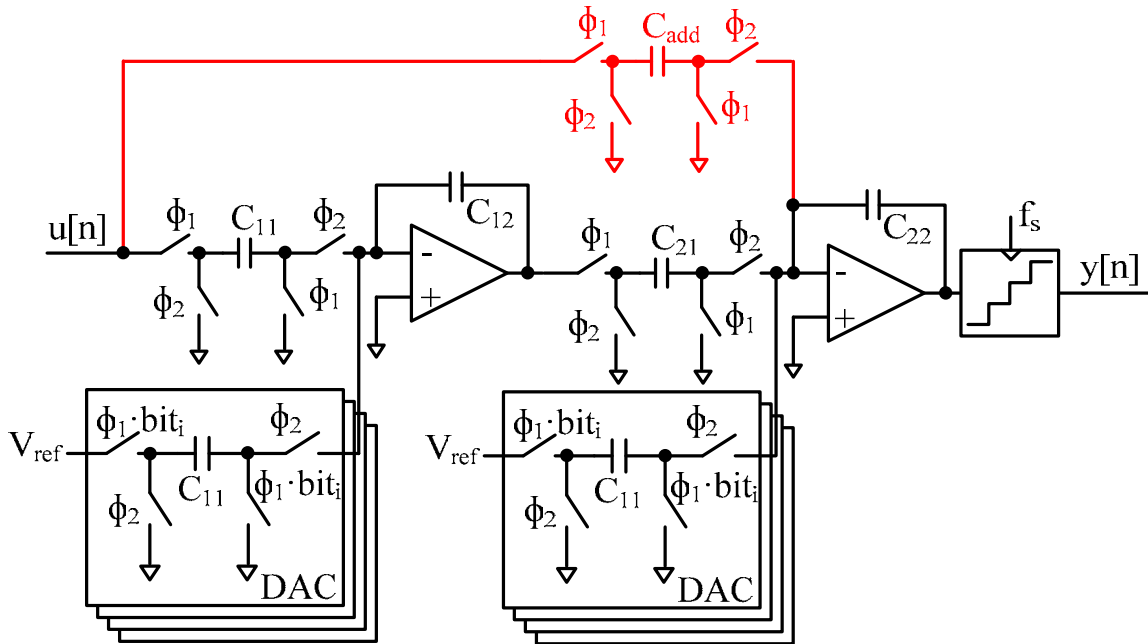 ϕ1 Cadd ϕ2
ϕ2 ϕ1
u[n] ϕ1 C11 ϕ2 C12
ϕ2 ϕ1
ϕ1 C21 ϕ2 C22 fs y[n]
ϕ2 ϕ1
- +
- +
Vref ϕ1·biti ϕ2
C11 ϕ1·biti
ϕ2
DAC
Vref ϕ1·biti ϕ2
C11 ϕ1·biti
ϕ2
DAC